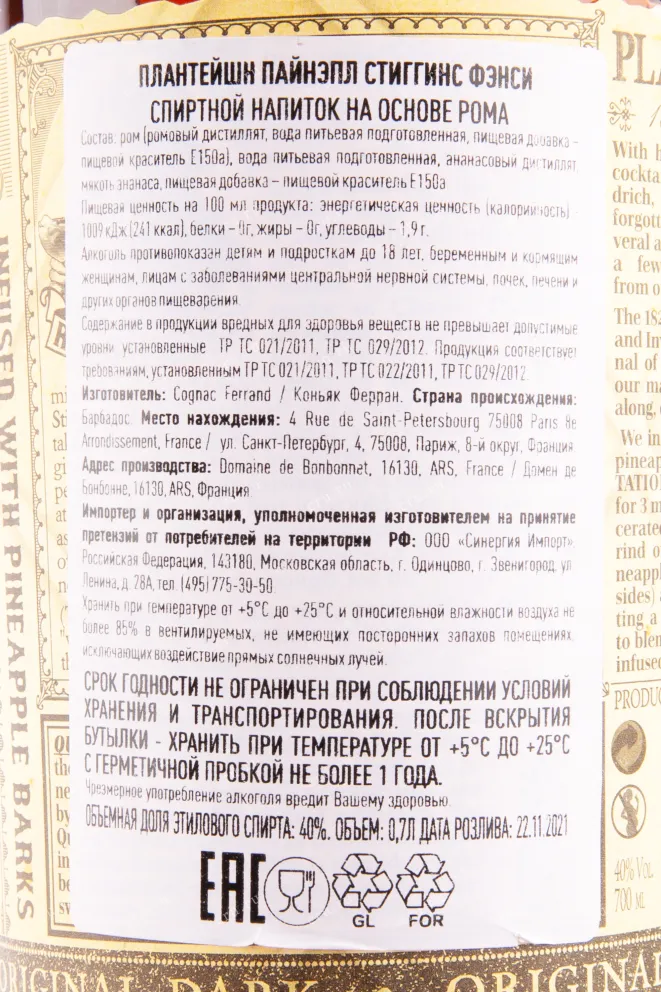 ПЛАНТЕЙШН ПАЙНЭПЛ СТИГГИНС ФЭНСИ
СПИРТНОЙ НАПИТОК НА ОСНОВЕ РОМА
Состав: ром (ромовый дистиллят, вода питьевая подготовленная, пищевая добавка -
пищевой краситель Е150а), вода питьевая подготовленная, ананасовый дистиллят,
мякоть ананаса, пищевая добавка – пищевой краситель Е150а
Пищевая ценность на 100 мл продукта: энергетическая ценность (калорийность) -
1009 кДж (241 ккал), белки – 0г, жиры – 0г, углеводы – 1,9 г.
Алкоголь противопоказан детям и подросткам до 18 лет, беременным и кормящим
женщинам, лицам с заболеваниями центральной нервной системы, почек, печени и
других органов пищеварения.
Содержание в продукции вредных для здоровья веществ не превышает допустимые
уровни, установленные ТР ТС 021/2011, ТР ТС 029/2012. Продукция соответствует
требованиям, установленным ТР ТС 021/2011, ТР ТС 022/2011, ТР ТС 029/2012.
Изготовитель: Cognac Ferrand / Коньяк Ферран. Страна происхождения:
Барбадос. Место нахождения: 4 Rue de Saint-Petersbourg 75008 Paris 8e
Arrondissement, France / ул. Санкт-Петербург, 4, 75008, Париж, 8-й округ, Франция.
Адрес производства: Domaine de Bonbonnet, 16130, ARS, France / Домен де
Бонбонне, 16130, ARS, Франция.
Импортер и организация, уполномоченная изготовителем на принятие
претензий от потребителей на территории РФ: ООО «Синергия Импорт»,
Российская Федерация, 143180, Московская область, г. Одинцово, г. Звенигород, ул.
Ленина, д. 28А, тел. (495) 775-30-50.
Хранить при температуре от +5°С до +25°С и относительной влажности воздуха не
более 85% в вентилируемых, не имеющих посторонних запахов помещениях,
исключающих воздействие прямых солнечных лучей.
СРОК ГОДНОСТИ НЕ ОГРАНИЧЕН ПРИ СОБЛЮДЕНИИ УСЛОВИЙ
ХРАНЕНИЯ И ТРАНСПОРТИРОВАНИЯ. ПОСЛЕ ВСКРЫТИЯ
БУТЫЛКИ - ХРАНИТЬ ПРИ ТЕМПЕРАТУРЕ ОТ +5°С ДО +25°С
С ГЕРМЕТИЧНОЙ ПРОБКОЙ НЕ БОЛЕЕ 1 ГОДА.
Чрезмерное употребление алкоголя вредит Вашему здоровью.
ОБЪЕМНАЯ ДОЛЯ ЭТИЛОВОГО СПИРТА: 40%. ОБЪЕМ: 0,7Л ДАТА РОЗЛИВА: 22.11.2021
EAC
GL FOR
INFUSED WITH PINEAPPLE BARKS
With
cockta
drich,
forgott
veral a
a few
from o
The 182
and In
nal of
our ma
along,
We in
pineap
TATIO
for 3 m
cerated
rind o
neapple
sides) a
ting a
to blen
infused
PRODU
40% Vol.
700 ml
ORIGINAL DARK
ORIGINAL